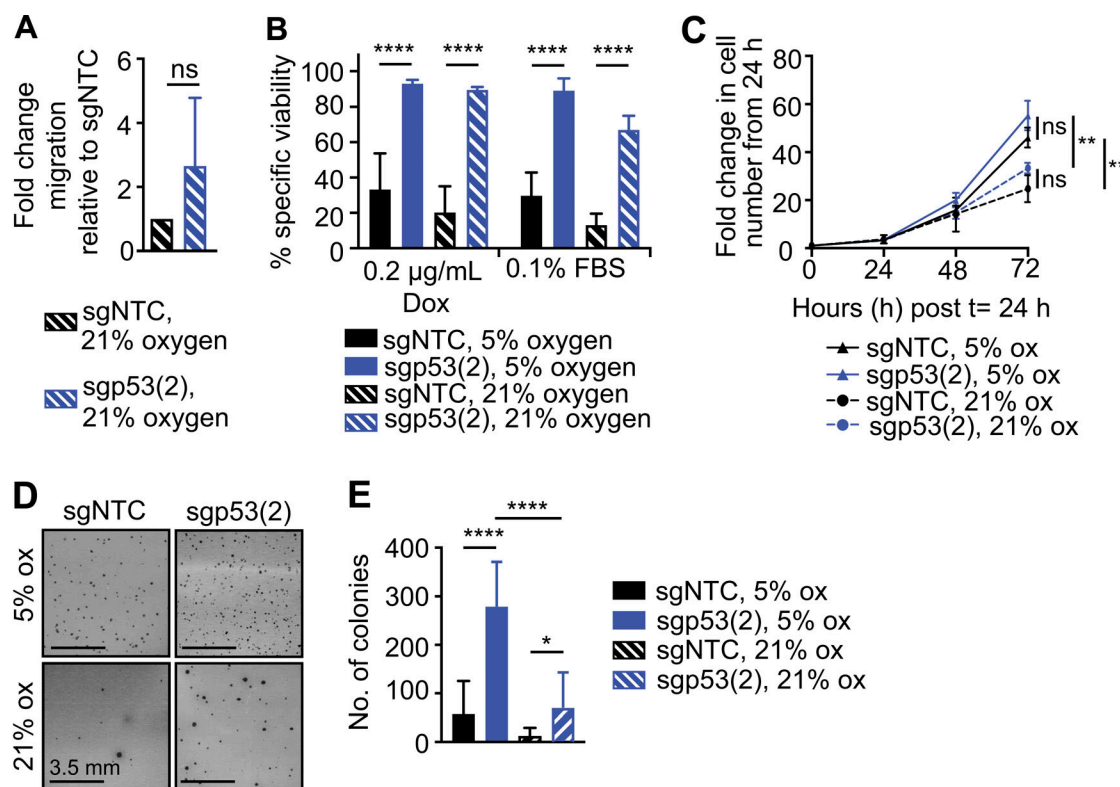 A
Fold change
migration
relative to sgNTC
6
4
2
0
ns
sgNTC,
21% oxygen
sgp53(2),
21% oxygen
B
% specific viability
100
80
60
40
20
0
**** **** **** ****
0.2 µg/mL 0.1% FBS
Dox
sgNTC, 5% oxygen
sgp53(2), 5% oxygen
sgNTC, 21% oxygen
sgp53(2), 21% oxygen
C
Fold change in cell
number from 24 h
80
60
40
20
0
0 24 48 72
ns
ns
**
**
Hours (h) post t= 24 h
sgNTC, 5% ox
sgp53(2), 5% ox
sgNTC, 21% ox
sgp53(2), 21% ox
D
sgNTC sgp53(2)
5% ox
21% ox
3.5 mm
E
No. of colonies
400
300
200
100
0
****
****
*
sgNTC, 5% ox
sgp53(2), 5% ox
sgNTC, 21% ox
sgp53(2), 21% ox